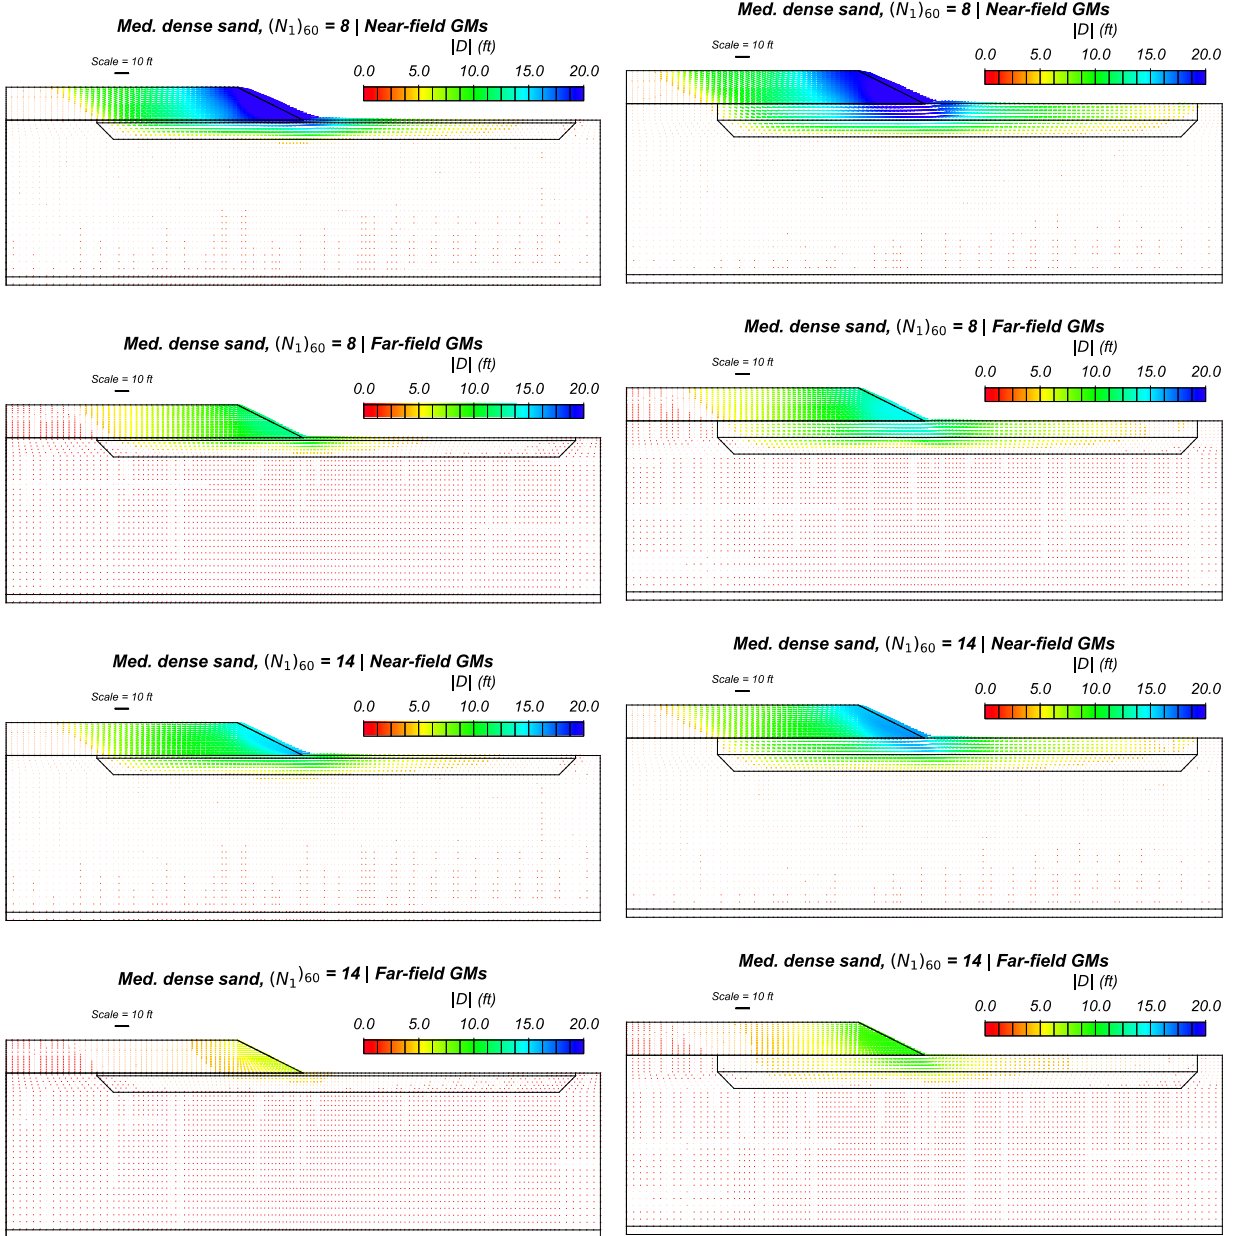 Med. dense sand, (N₁)₆₀ = 8 | Near-field GMs
|D| (ft)
Scale = 10 ft
0.0 5.0 10.0 15.0 20.0
Med. dense sand, (N₁)₆₀ = 8 | Near-field GMs
|D| (ft)
Scale = 10 ft
0.0 5.0 10.0 15.0 20.0
Med. dense sand, (N₁)₆₀ = 8 | Far-field GMs
|D| (ft)
Scale = 10 ft
0.0 5.0 10.0 15.0 20.0
Med. dense sand, (N₁)₆₀ = 8 | Far-field GMs
|D| (ft)
Scale = 10 ft
0.0 5.0 10.0 15.0 20.0
Med. dense sand, (N₁)₆₀ = 14 | Near-field GMs
|D| (ft)
Scale = 10 ft
0.0 5.0 10.0 15.0 20.0
Med. dense sand, (N₁)₆₀ = 14 | Near-field GMs
|D| (ft)
Scale = 10 ft
0.0 5.0 10.0 15.0 20.0
Med. dense sand, (N₁)₆₀ = 14 | Far-field GMs
|D| (ft)
Scale = 10 ft
0.0 5.0 10.0 15.0 20.0
Med. dense sand, (N₁)₆₀ = 14 | Far-field GMs
|D| (ft)
Scale = 10 ft
0.0 5.0 10.0 15.0 20.0